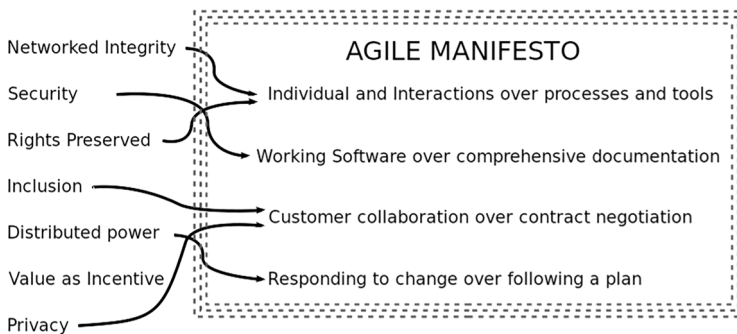 Networked Integrity
Security
Rights Preserved
Inclusion
Distributed power
Value as Incentive
Privacy
AGILE MANIFESTO
Individual and Interactions over processes and tools
Working Software over comprehensive documentation
Customer collaboration over contract negotiation
Responding to change over following a plan